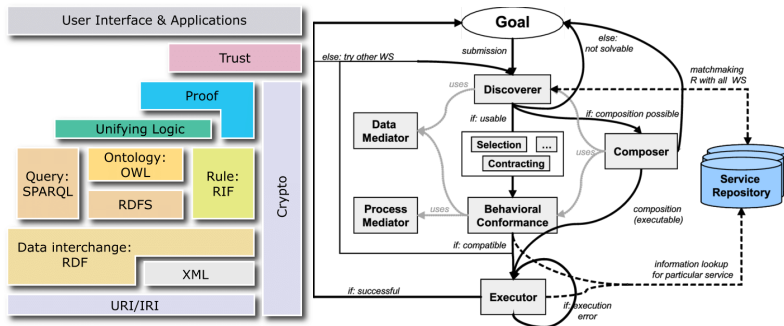 User Interface & Applications
Trust
Proof
Unifying Logic
Query:
SPARQL
Ontology:
OWL
RDFS
Rule:
RIF
Crypto
Data interchange:
RDF
XML
URI/IRI
Goal
submission
else:
not solvable
else: try other WS
matchmaking
R with all WS
Discoverer
uses
if: usable
if: composition possible
Data
Mediator
Selection
...
Contracting
uses
Composer
Service
Repository
Process
Mediator
uses
Behavioral
Conformance
composition
(executable)
if: compatible
information lookup
for particular service
if: successful
Executor
if: execution
error